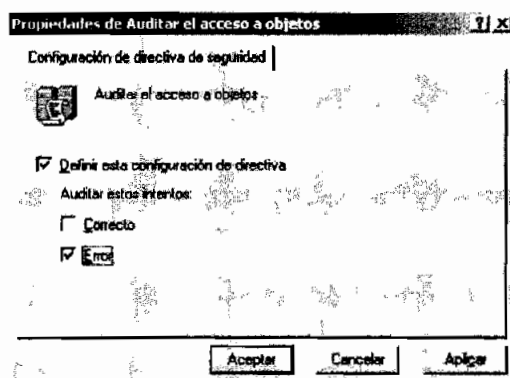 Propiedades de Auditar el acceso a objetos
Configuración de directiva de seguridad
Auditar el acceso a objetos
Definir esta configuración de directiva
Auditar estos intentos:
Correcto
Error
Aceptar
Cancelar
Aplicar